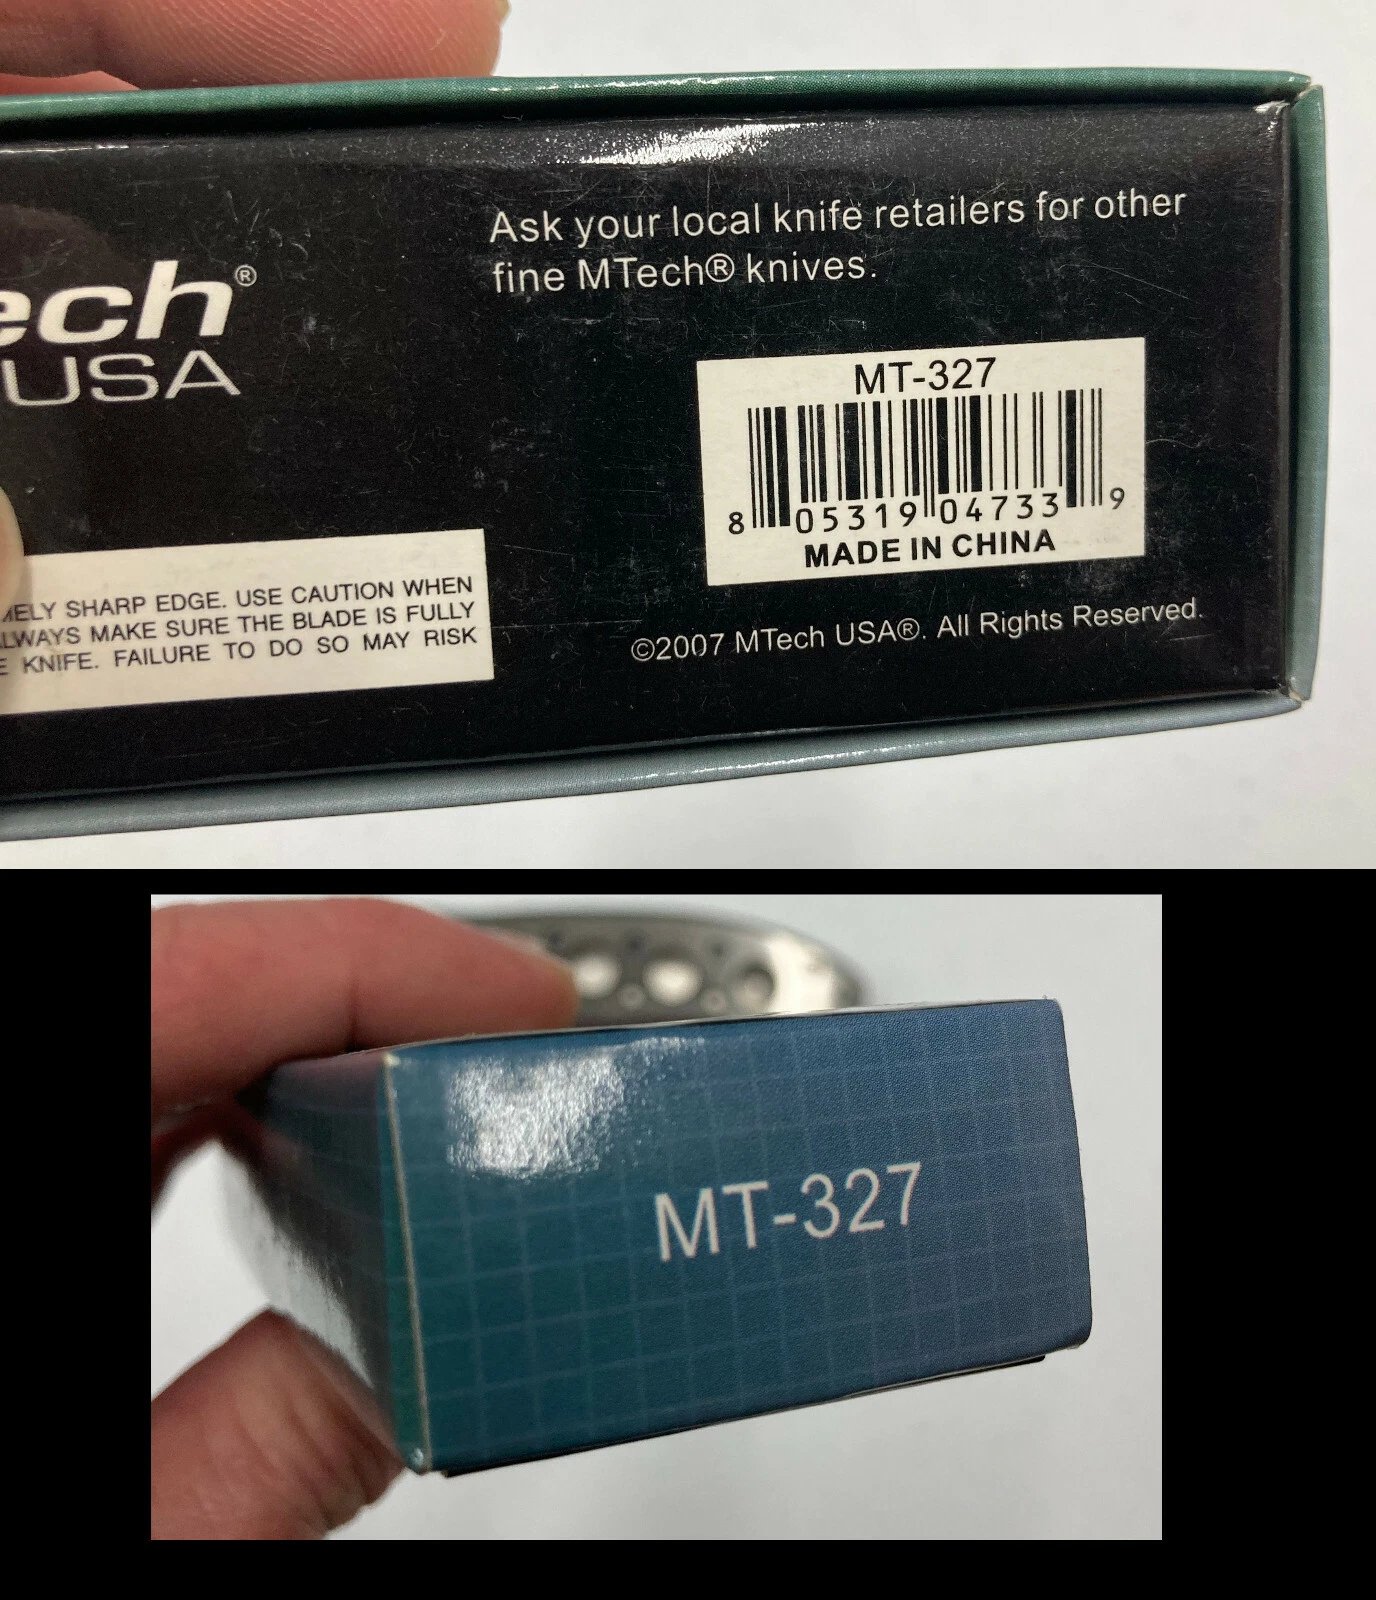 ech®
USA
Ask your local knife retailers for other
fine MTech® knives.
MT-327
8 05319 04733 9
MADE IN CHINA
©2007 MTech USA®. All Rights Reserved.
SHARP EDGE. USE CAUTION WHEN
MAKE SURE THE BLADE IS FULLY
KNIFE. FAILURE TO DO SO MAY RISK
MT-327